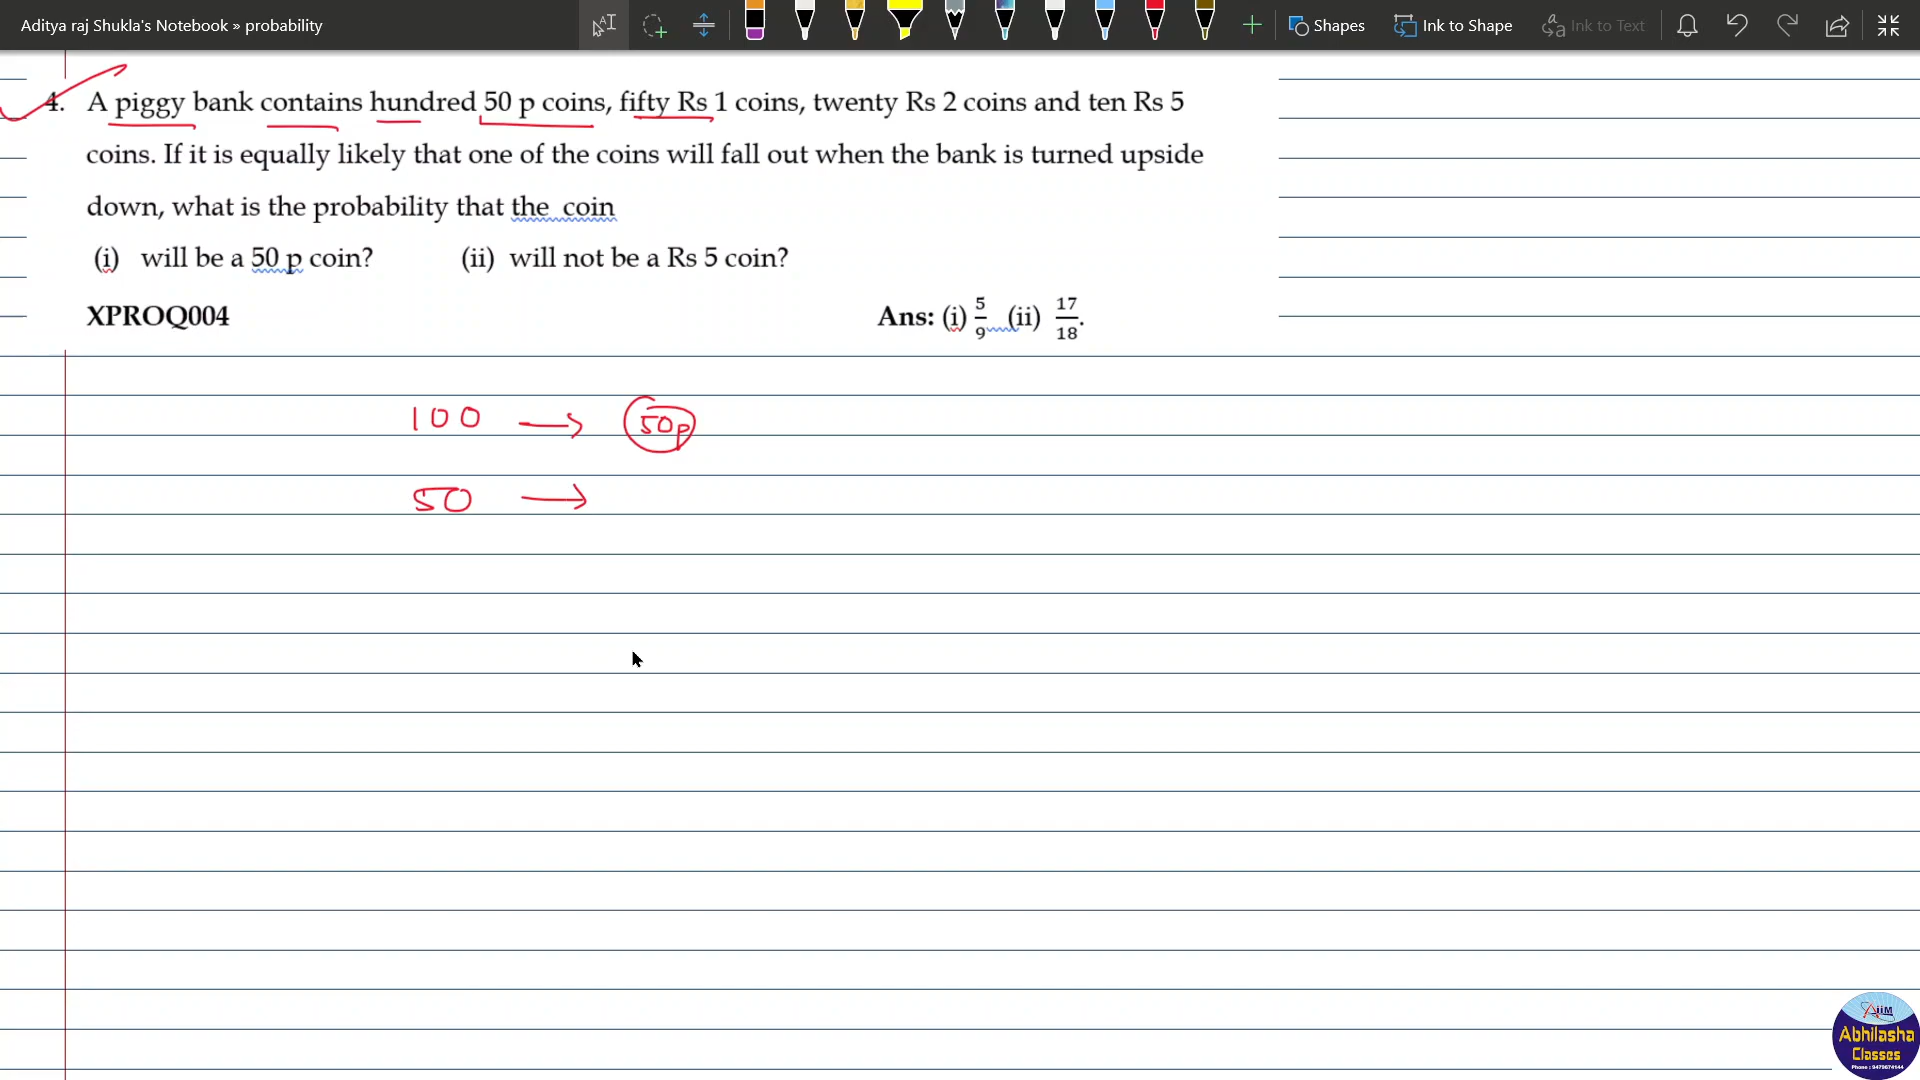 Aditya raj Shukla's Notebook » probability
Shapes
Ink to Shape
Ink to Text
4. A piggy bank contains hundred 50 p coins, fifty Rs 1 coins, twenty Rs 2 coins and ten Rs 5
coins. If it is equally likely that one of the coins will fall out when the bank is turned upside
down, what is the probability that the coin
(i) will be a 50 p coin? (ii) will not be a Rs 5 coin?
XPROQ004 Ans: (i) 5/9 (ii) 17/18.
100 → 50p
50 →
AIIM
Abhilasha
Classes
Phone : 9479874144